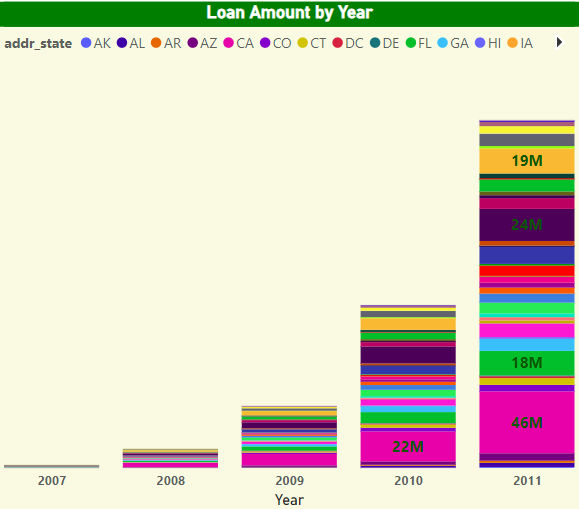 Loan Amount by Year
addr_state AK AL AR AZ CA CO CT DC DE FL GA HI IA
19M
24M
18M
46M
22M
2007 2008 2009 2010 2011
Year